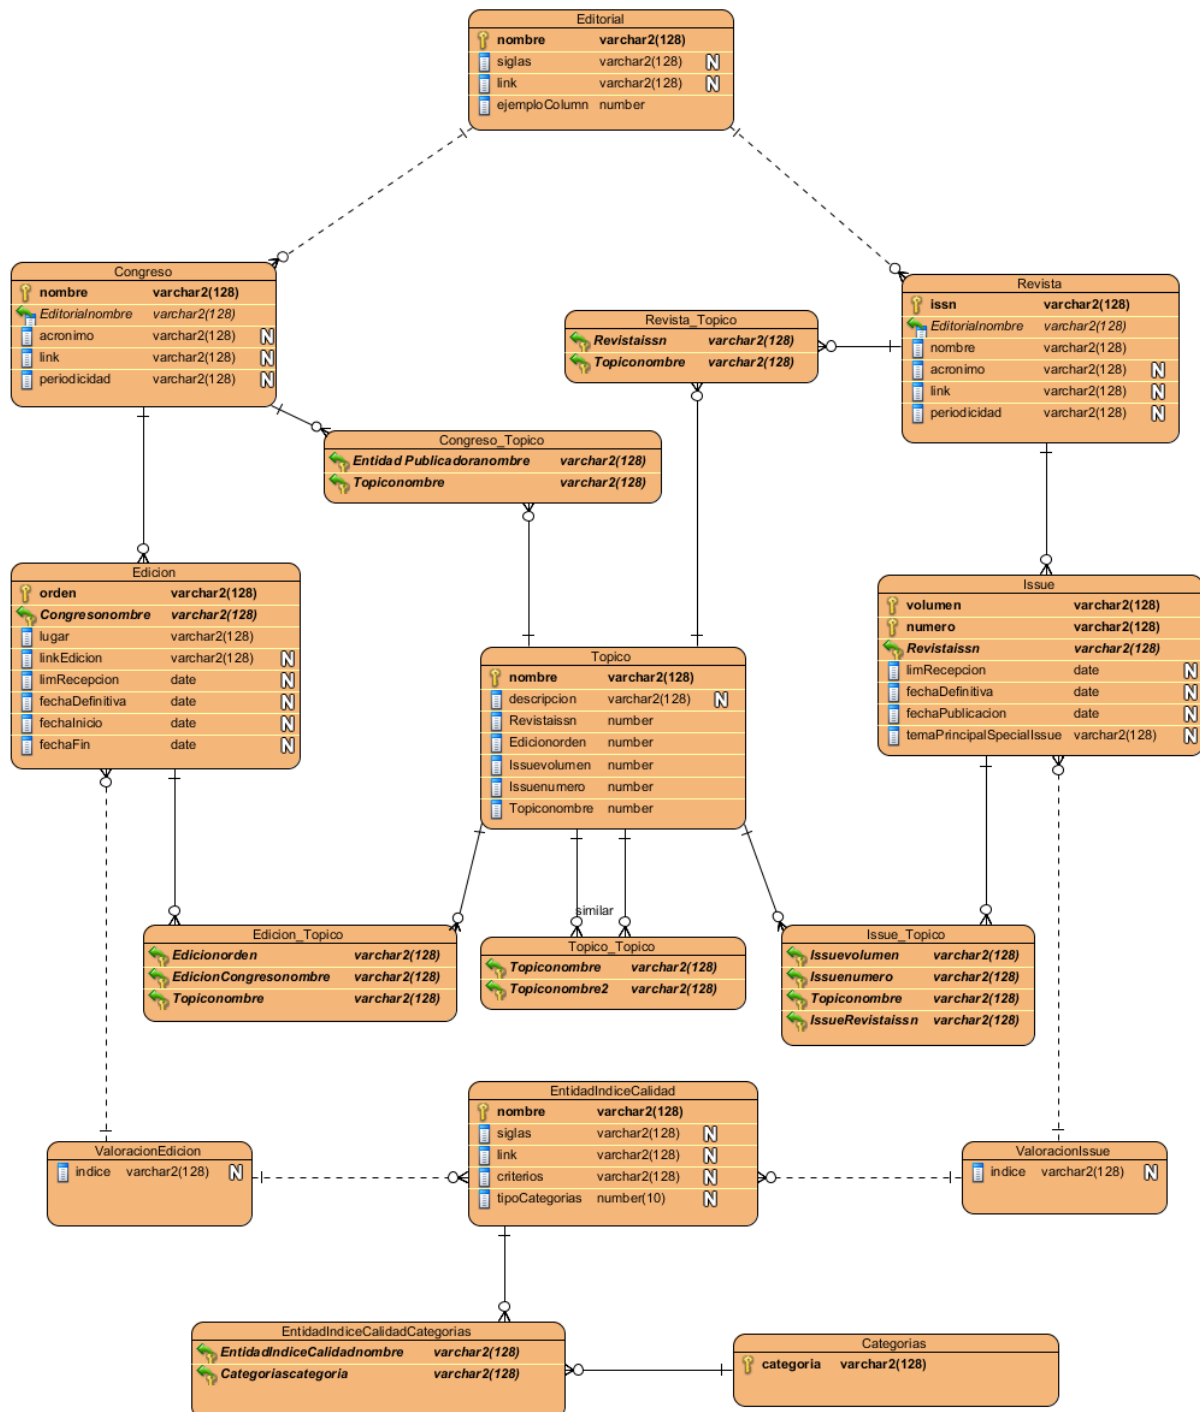 Editorial
nombre varchar2(128)
siglas varchar2(128) N
link varchar2(128) N
ejemploColumn number
Congreso
nombre varchar2(128)
Editorialnombre varchar2(128)
acronimo varchar2(128) N
link varchar2(128) N
periodicidad varchar2(128) N
Revista
issn varchar2(128)
Editorialnombre varchar2(128)
nombre varchar2(128)
acronimo varchar2(128) N
link varchar2(128) N
periodicidad varchar2(128) N
Revista_Topico
Revistaissn varchar2(128)
Topiconombre varchar2(128)
Congreso_Topico
Entidad Publicadoranombre varchar2(128)
Topiconombre varchar2(128)
Edicion
orden varchar2(128)
Congresonombre varchar2(128)
lugar varchar2(128)
linkEdicion varchar2(128) N
limRecepcion date N
fechaDefinitiva date N
fechaInicio date N
fechaFin date N
Issue
volumen varchar2(128)
numero varchar2(128)
Revistaissn varchar2(128)
limRecepcion date N
fechaDefinitiva date N
fechaPublicacion date N
temaPrincipalSpecialIssue varchar2(128) N
Topico
nombre varchar2(128)
descripcion varchar2(128) N
Revistaissn number
Edicionorden number
Issuevolumen number
Issuenumero number
Topiconombre number
similar
Edicion_Topico
Edicionorden varchar2(128)
EdicionCongresonombre varchar2(128)
Topiconombre varchar2(128)
Topico_Topico
Topiconombre varchar2(128)
Topiconombre2 varchar2(128)
Issue_Topico
Issuevolumen varchar2(128)
Issuenumero varchar2(128)
Topiconombre varchar2(128)
IssueRevistaissn varchar2(128)
EntidadIndiceCalidad
nombre varchar2(128)
siglas varchar2(128) N
link varchar2(128) N
criterios varchar2(128) N
tipoCategorias number(10) N
ValoracionEdicion
indice varchar2(128) N
ValoracionIssue
indice varchar2(128) N
EntidadIndiceCalidadCategorias
EntidadIndiceCalidadnombre varchar2(128)
Categoriascategoria varchar2(128)
Categorias
categoria varchar2(128)